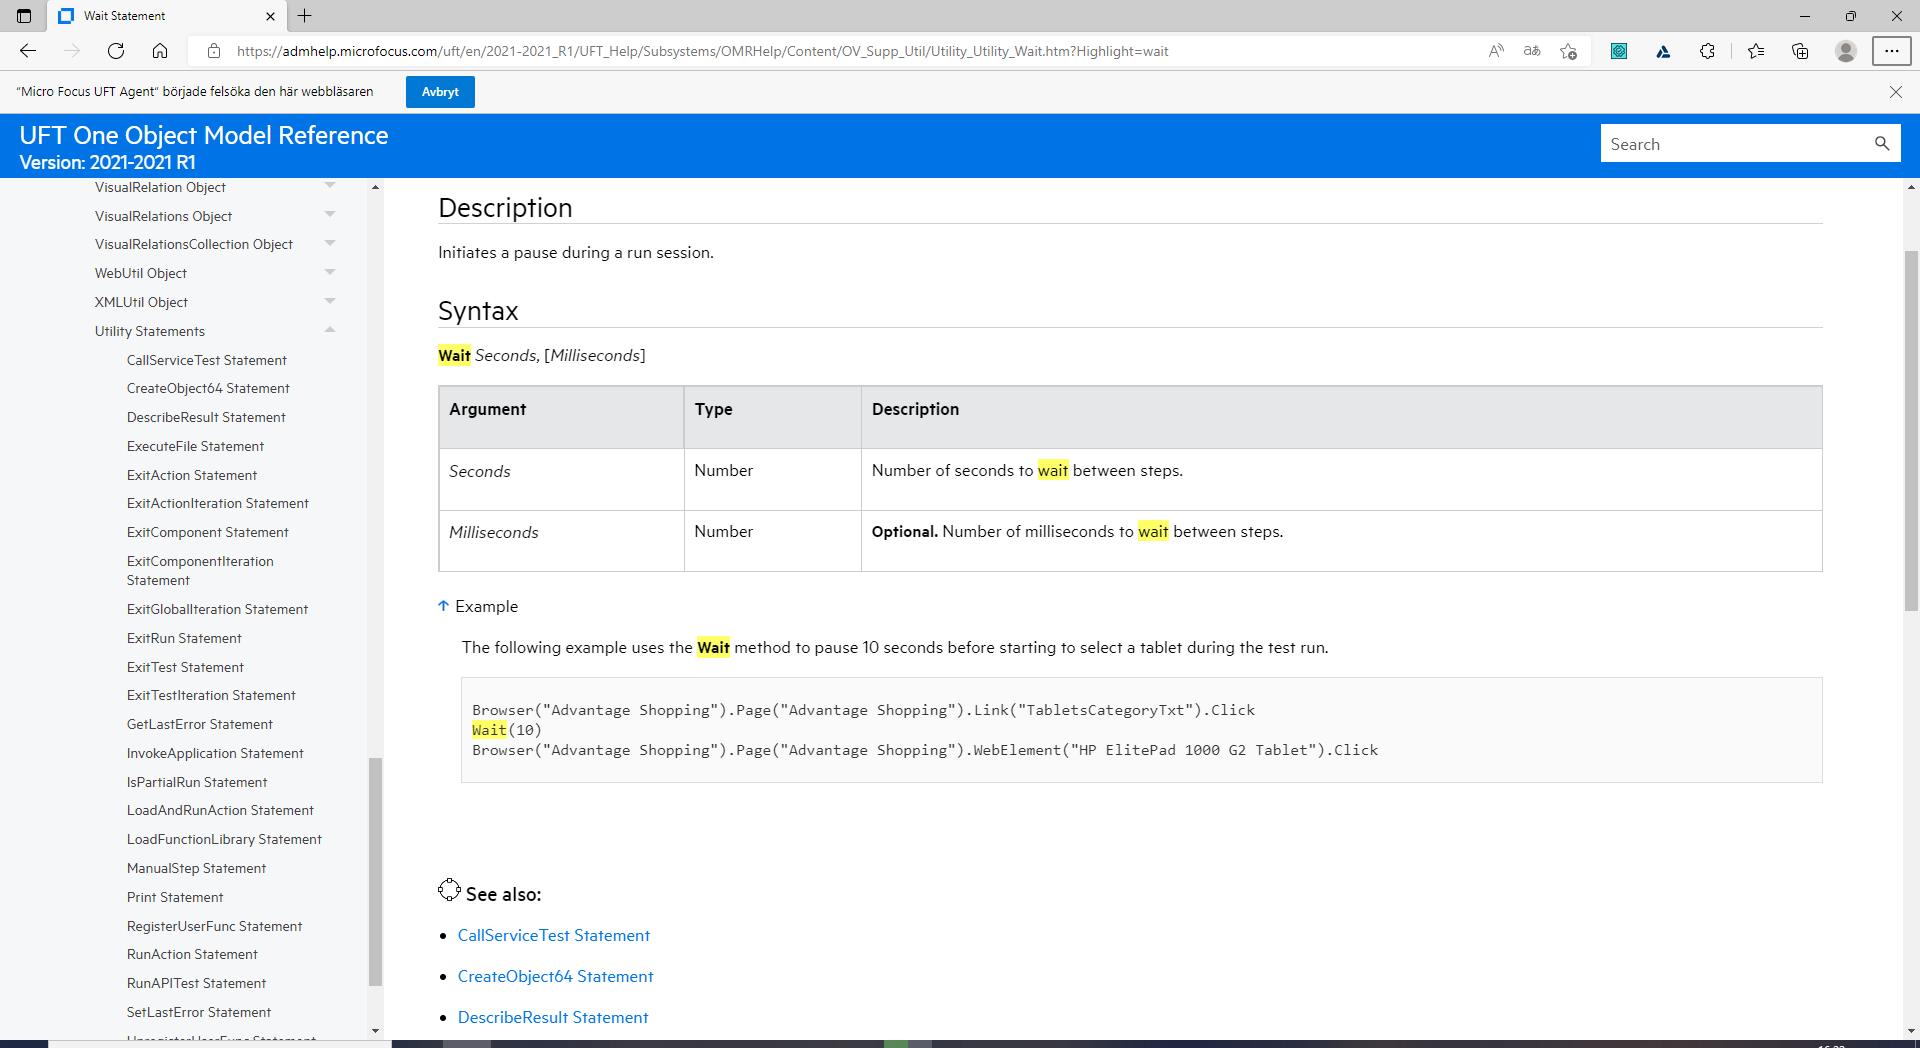 Wait Statement
https://admhelp.microfocus.com/uft/en/2021-2021_R1/UFT_Help/Subsystems/OMRHelp/Content/OV_Supp_Util/Utility_Utility_Wait.htm?Highlight=wait
"Micro Focus UFT Agent" började felsöka den här webbläsaren
Avbryt
UFT One Object Model Reference
Version: 2021-2021 R1
Search
VisualRelation Object
VisualRelations Object
VisualRelationsCollection Object
WebUtil Object
XMLUtil Object
Utility Statements
CallServiceTest Statement
CreateObject64 Statement
DescribeResult Statement
ExecuteFile Statement
ExitAction Statement
ExitActionIteration Statement
ExitComponent Statement
ExitComponentIteration
Statement
ExitGlobalIteration Statement
ExitRun Statement
ExitTest Statement
ExitTestIteration Statement
GetLastError Statement
InvokeApplication Statement
IsPartialRun Statement
LoadAndRunAction Statement
LoadFunctionLibrary Statement
ManualStep Statement
Print Statement
RegisterUserFunc Statement
RunAction Statement
RunAPITest Statement
SetLastError Statement
Description
Initiates a pause during a run session.
Syntax
Wait Seconds, [Milliseconds]
Argument Type Description
Seconds Number Number of seconds to wait between steps.
Milliseconds Number Optional. Number of milliseconds to wait between steps.
Example
The following example uses the Wait method to pause 10 seconds before starting to select a tablet during the test run.
Browser("Advantage Shopping").Page("Advantage Shopping").Link("TabletsCategoryTxt").Click
Wait(10)
Browser("Advantage Shopping").Page("Advantage Shopping").WebElement("HP ElitePad 1000 G2 Tablet").Click
See also:
• CallServiceTest Statement
• CreateObject64 Statement
• DescribeResult Statement